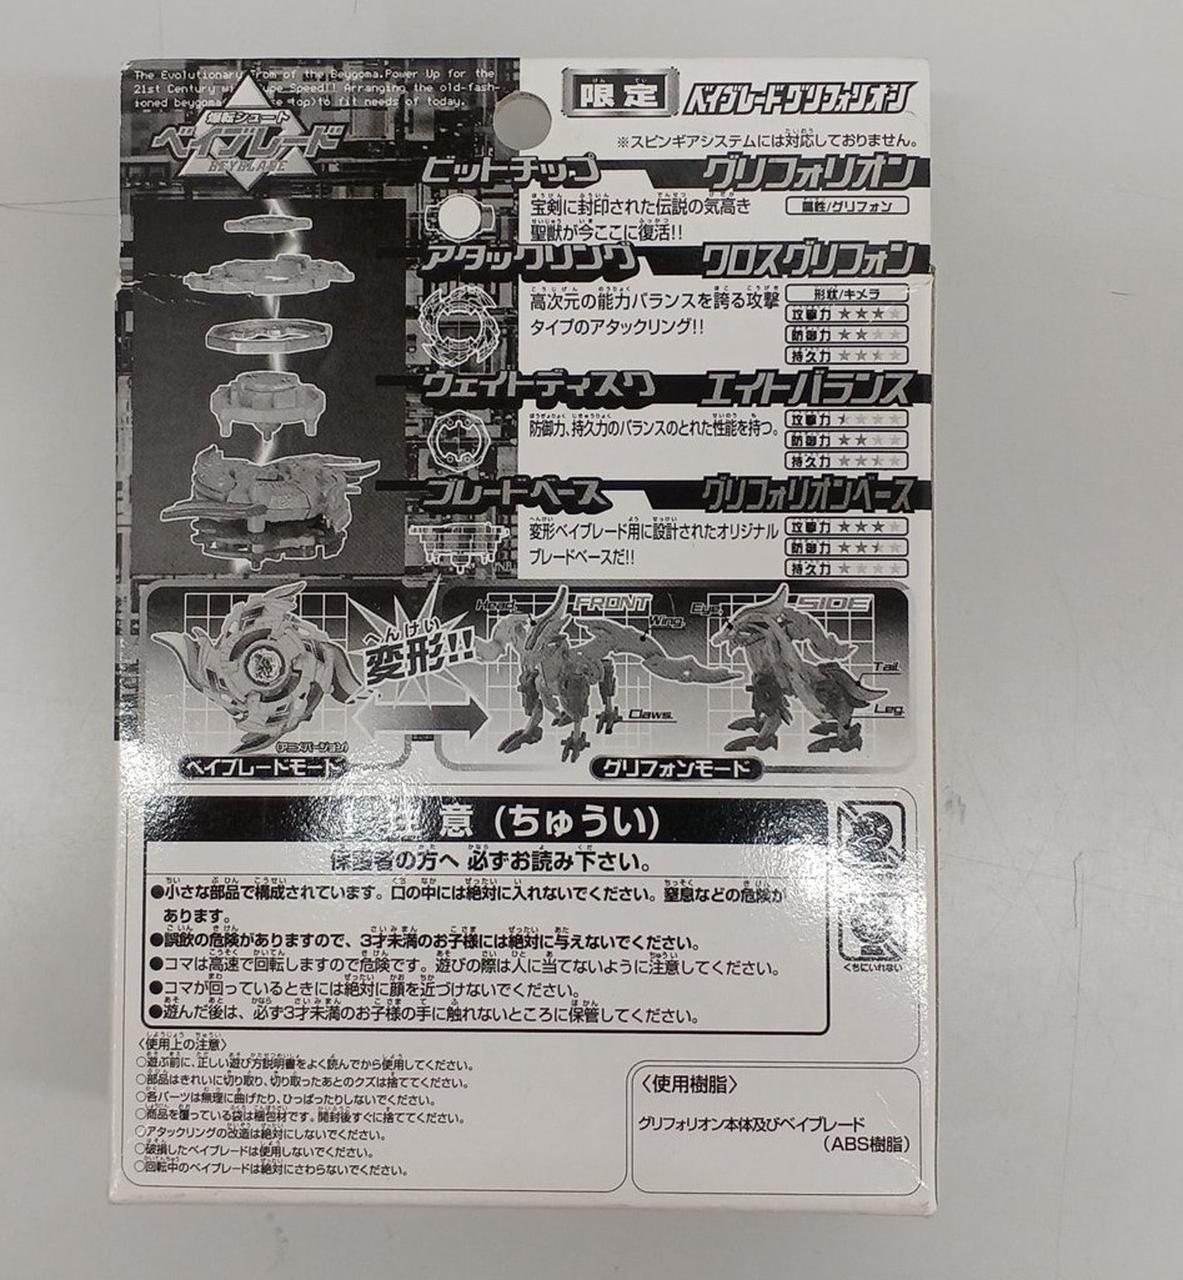 The Evolutionary From of the Beygoma.Power Up for the
21st Century Type Speed!! Arranging the old-fash-
ioned beygoma top)to fit needs of today.
爆転シュート
ベイブレード
BEYBLADE
限定
げん てい
ベイブレードグリフォリオン
※スピンギアシステムには対応しておりません。
ビットチップ
グリフォリオン
属性/グリフォン
宝剣に封印された伝説の気高き
聖獣が今ここに復活!!
アタックリング
クロスグリフォン
形状/キメラ
高次元の能力バランスを誇る攻撃
タイプのアタックリング!!
攻撃力 ★★★★
防御力 ★★★★
持久力 ★★★★
ウェイトディスク
エイトバランス
防御力、持久力のバランスのとれた性能を持つ。
攻撃力 ★★★★
防御力 ★★★★
持久力 ★★★★
ブレードベース
グリフォリオンベース
変形ベイブレード用に設計されたオリジナル
ブレードベースだ!!
攻撃力 ★★★★
防御力 ★★★★
持久力 ★★★★
へんけい
変形!!
Head.
FRONT
Wing.
Claws.
Eye.
SIDE
Tail.
Leg.
(アニメバージョン)
ベイブレードモード
グリフォンモード
注意 (ちゅうい)
保護者の方へ 必ずお読み下さい。
●小さな部品で構成されています。口の中には絶対に入れないでください。窒息などの危険が
あります。
●誤飲の危険がありますので、3才未満のお子様には絶対に与えないでください。
●コマは高速で回転しますので危険です。遊びの際は人に当てないように注意してください。
●コマが回っているときには絶対に顔を近づけないでください。
●遊んだ後は、必ず3才未満のお子様の手に触れないところに保管してください。
くちにいれない
〈使用上の注意〉
○遊ぶ前に、正しい遊び方説明書をよく読んでから使用してください。
○部品はきれいに切り取り、切り取ったあとのクズは捨ててください。
○各パーツは無理に曲げたり、ひっぱったりしないでください。
○商品を覆っている袋は梱包材です。開封後すぐに捨ててください。
○アタックリングの改造は絶対にしないでください。
○破損したベイブレードは使用しないでください。
○回転中のベイブレードは絶対にさわらないでください。
〈使用樹脂〉
グリフォリオン本体及びベイブレード
(ABS樹脂)